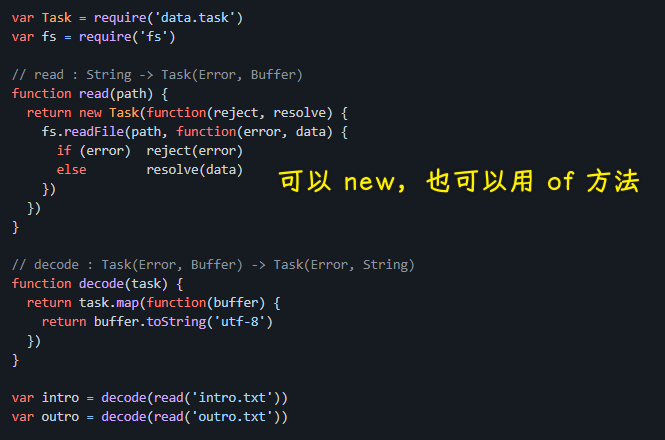 var Task = require('data.task')
var fs = require('fs')
// read : String -> Task(Error, Buffer)
function read(path) {
  return new Task(function(reject, resolve) {
    fs.readFile(path, function(error, data) {
      if (error)  reject(error)
      else        resolve(data)
    })
  })
}
可以 new，也可以用 of 方法
// decode : Task(Error, Buffer) -> Task(Error, String)
function decode(task) {
  return task.map(function(buffer) {
    return buffer.toString('utf-8')
  })
}
var intro = decode(read('intro.txt'))
var outro = decode(read('outro.txt'))